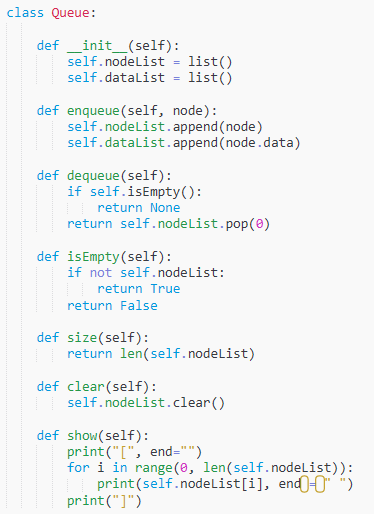 class Queue:
    def __init__(self):
        self.nodeList = list()
        self.dataList = list()
    def enqueue(self, node):
        self.nodeList.append(node)
        self.dataList.append(node.data)
    def dequeue(self):
        if self.isEmpty():
            return None
        return self.nodeList.pop(0)
    def isEmpty(self):
        if not self.nodeList:
            return True
        return False
    def size(self):
        return len(self.nodeList)
    def clear(self):
        self.nodeList.clear()
    def show(self):
        print("[", end="")
        for i in range(0, len(self.nodeList)):
            print(self.nodeList[i], end = " ")
        print("]")